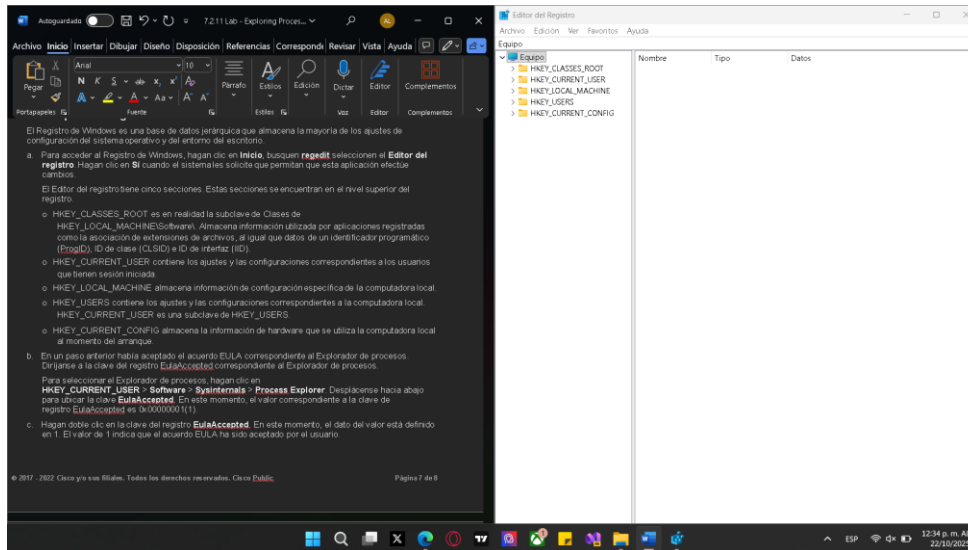 Autoguardado
7.2.11 Lab - Exploring Proces...
AL
Archivo Inicio Insertar Dibujar Diseño Disposición Referencias Correspond Revisar Vista Ayuda
Pegar
Arial
10
N K S ab x, x
A Aa A A
Párrafo
Estilos
Edición
Dictar
Editor
Complementos
Portapapeles
Fuente
Estilos
Voz
Editor
Complementos
El Registro de Windows es una base de datos jerárquica que almacena la mayoría de los ajustes de
configuración del sistema operativo y del entorno del escritorio.
a. Para acceder al Registro de Windows, hagan clic en Inicio, busquen regedit seleccionen el Editor del
registro. Hagan clic en Sí cuando el sistema les solicite que permitan que esta aplicación efectúe
cambios.
El Editor del registro tiene cinco secciones. Estas secciones se encuentran en el nivel superior del
registro.
o HKEY_CLASSES_ROOT es en realidad la subclave de Clases de
HKEY_LOCAL_MACHINE\Software\. Almacena información utilizada por aplicaciones registradas
como la asociación de extensiones de archivos, al igual que datos de un identificador programático
(ProgID), ID de clase (CLSID) e ID de interfaz (IID).
o HKEY_CURRENT_USER contiene los ajustes y las configuraciones correspondientes a los usuarios
que tienen sesión iniciada.
o HKEY_LOCAL_MACHINE almacena información de configuración específica de la computadora local.
o HKEY_USERS contiene los ajustes y las configuraciones correspondientes a la computadora local.
HKEY_CURRENT_USER es una subclave de HKEY_USERS.
o HKEY_CURRENT_CONFIG almacena la información de hardware que se utiliza la computadora local
al momento del arranque.
b. En un paso anterior había aceptado el acuerdo EULA correspondiente al Explorador de procesos.
Diríjanse a la clave del registro EulaAccepted correspondiente al Explorador de procesos.
Para seleccionar el Explorador de procesos, hagan clic en
HKEY_CURRENT_USER > Software > Sysinternals > Process Explorer. Desplácense hacia abajo
para ubicar la clave EulaAccepted. En este momento, el valor correspondiente a la clave de
registro EulaAccepted es 0x00000001(1).
c. Hagan doble clic en la clave del registro EulaAccepted. En este momento, el dato del valor está definido
en 1. El valor de 1 indica que el acuerdo EULA ha sido aceptado por el usuario.
© 2017 - 2022 Cisco y/o sus filiales. Todos los derechos reservados. Cisco Public
Página 7 de 8
Editor del Registro
Archivo Edición Ver Favoritos Ayuda
Equipo
Equipo
HKEY_CLASSES_ROOT
HKEY_CURRENT_USER
HKEY_LOCAL_MACHINE
HKEY_USERS
HKEY_CURRENT_CONFIG
Nombre Tipo Datos
ESP
12:34 p. m.
22/10/202